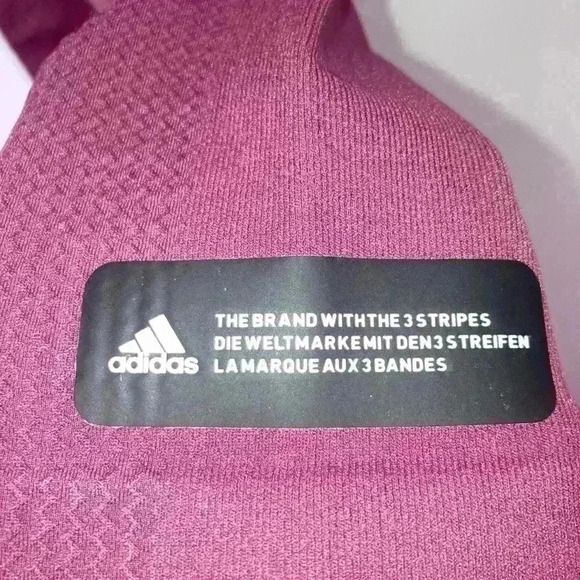 adidas
THE BRAND WITH THE 3 STRIPES
DIE WELTMARKE MIT DEN 3 STREIFEN
LA MARQUE AUX 3 BANDES